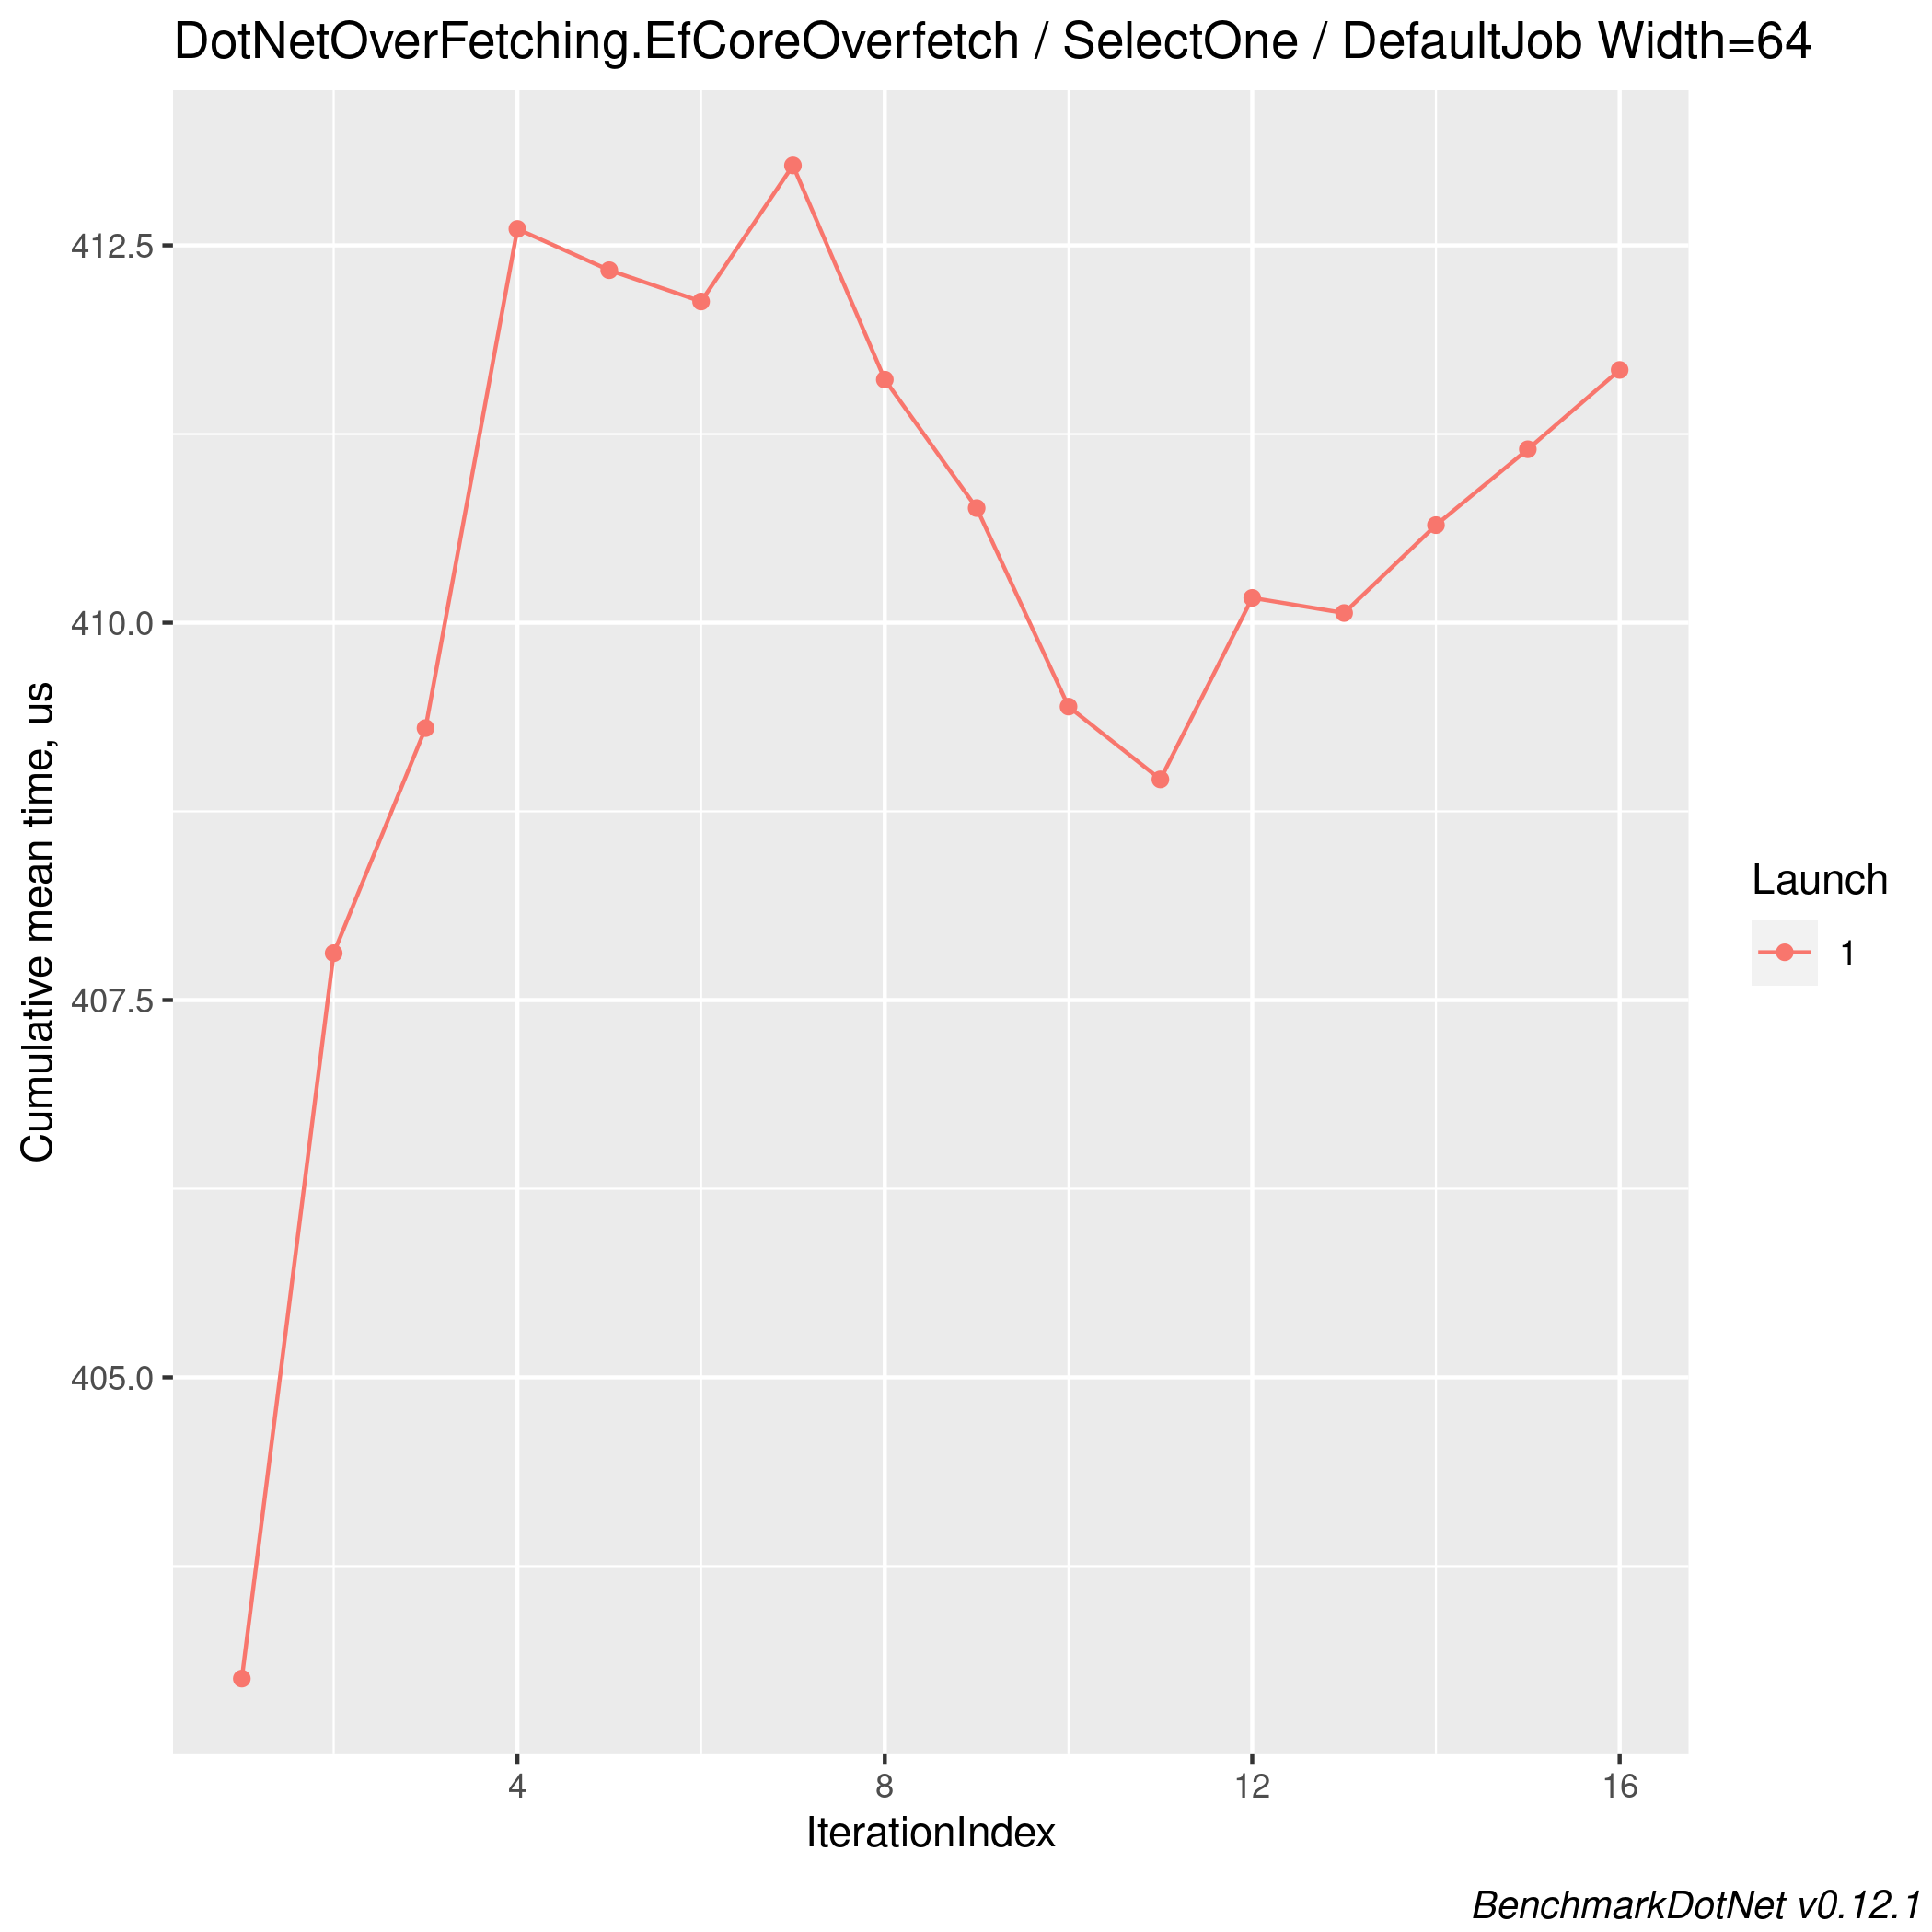 DotNetOverFetching.EfCoreOverfetch / SelectOne / DefaultJob Width=64
Cumulative mean time, us
412.5
410.0
407.5
405.0
4 8 12 16
IterationIndex
Launch
1
BenchmarkDotNet v0.12.1